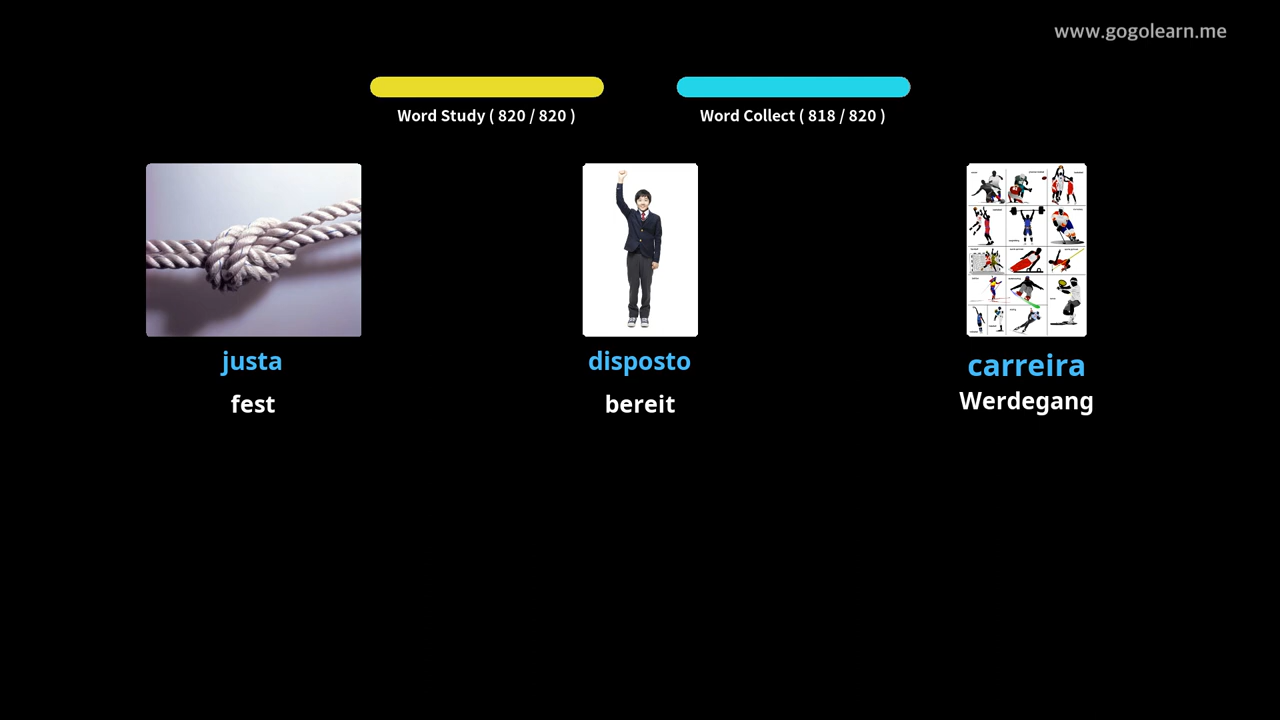 www.gogolearn.me
Word Study ( 820 / 820 )
Word Collect ( 818 / 820 )
justa
disposto
carreira
fest
bereit
Werdegang